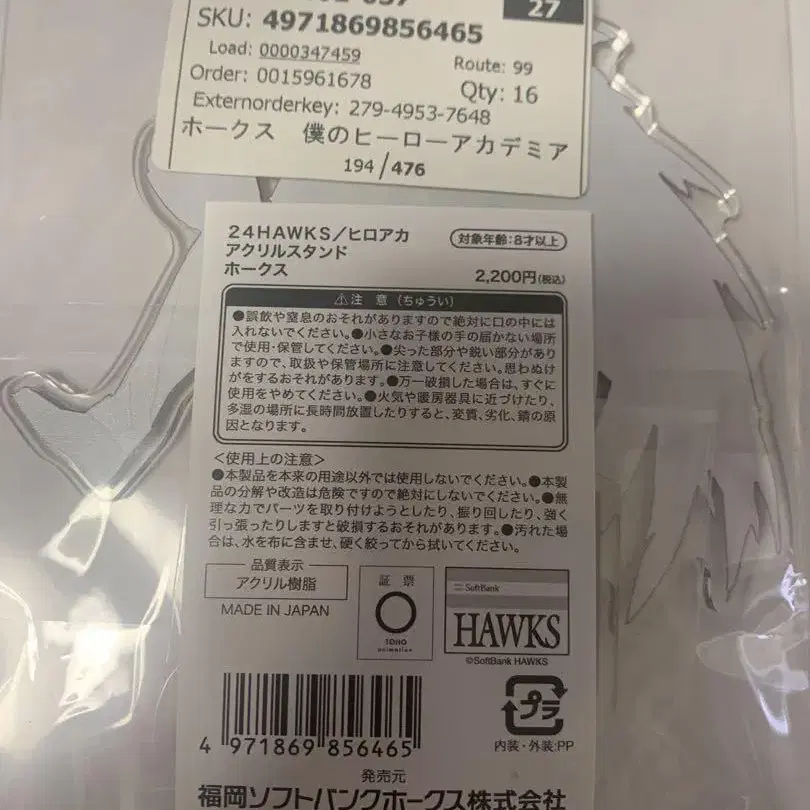 27
SKU: 4971869856465
Load: 0000347459
Route: 99
Order: 0015961678
Qty: 16
Externorderkey: 279-4953-7648
ホークス 僕のヒーローアカデミア
194/476
24HAWKS/ヒロアカ
アクリルスタンド
ホークス
対象年齢:8才以上
2,200円(税込)
⚠注 意(ちゅうい)
●誤飲や窒息のおそれがありますので絶対に口の中には
入れないでください。●小さなお子様の手の届かない場所
で使用・保管してください。●尖った部分や鋭い部分があり
ますので、取扱や保管場所に注意してください。思わぬけ
がをするおそれがあります。●万一破損した場合は、すぐに
使用をやめてください。●火気や暖房器具に近づけたり、
多湿の場所に長時間放置したりすると、変質、劣化、錆の原
因となります。
<使用上の注意>
●本製品を本来の用途以外では使用しないでください。●本製
品の分解や改造は危険ですので絶対にしないでください。●無
理な力でパーツを取り付けようとしたり、振り回したり、強く
引っ張ったりしますと破損するおそれがあります。●汚れた場
合は、水を布に含ませ、硬く絞ってから拭いてください。
品質表示
アクリル樹脂
MADE IN JAPAN
証 票
TOHO
animation
SoftBank
HAWKS
©SoftBank HAWKS
プラ
内装・外装:PP
4 971869 856465
発売元
福岡ソフトバンクホークス株式会社